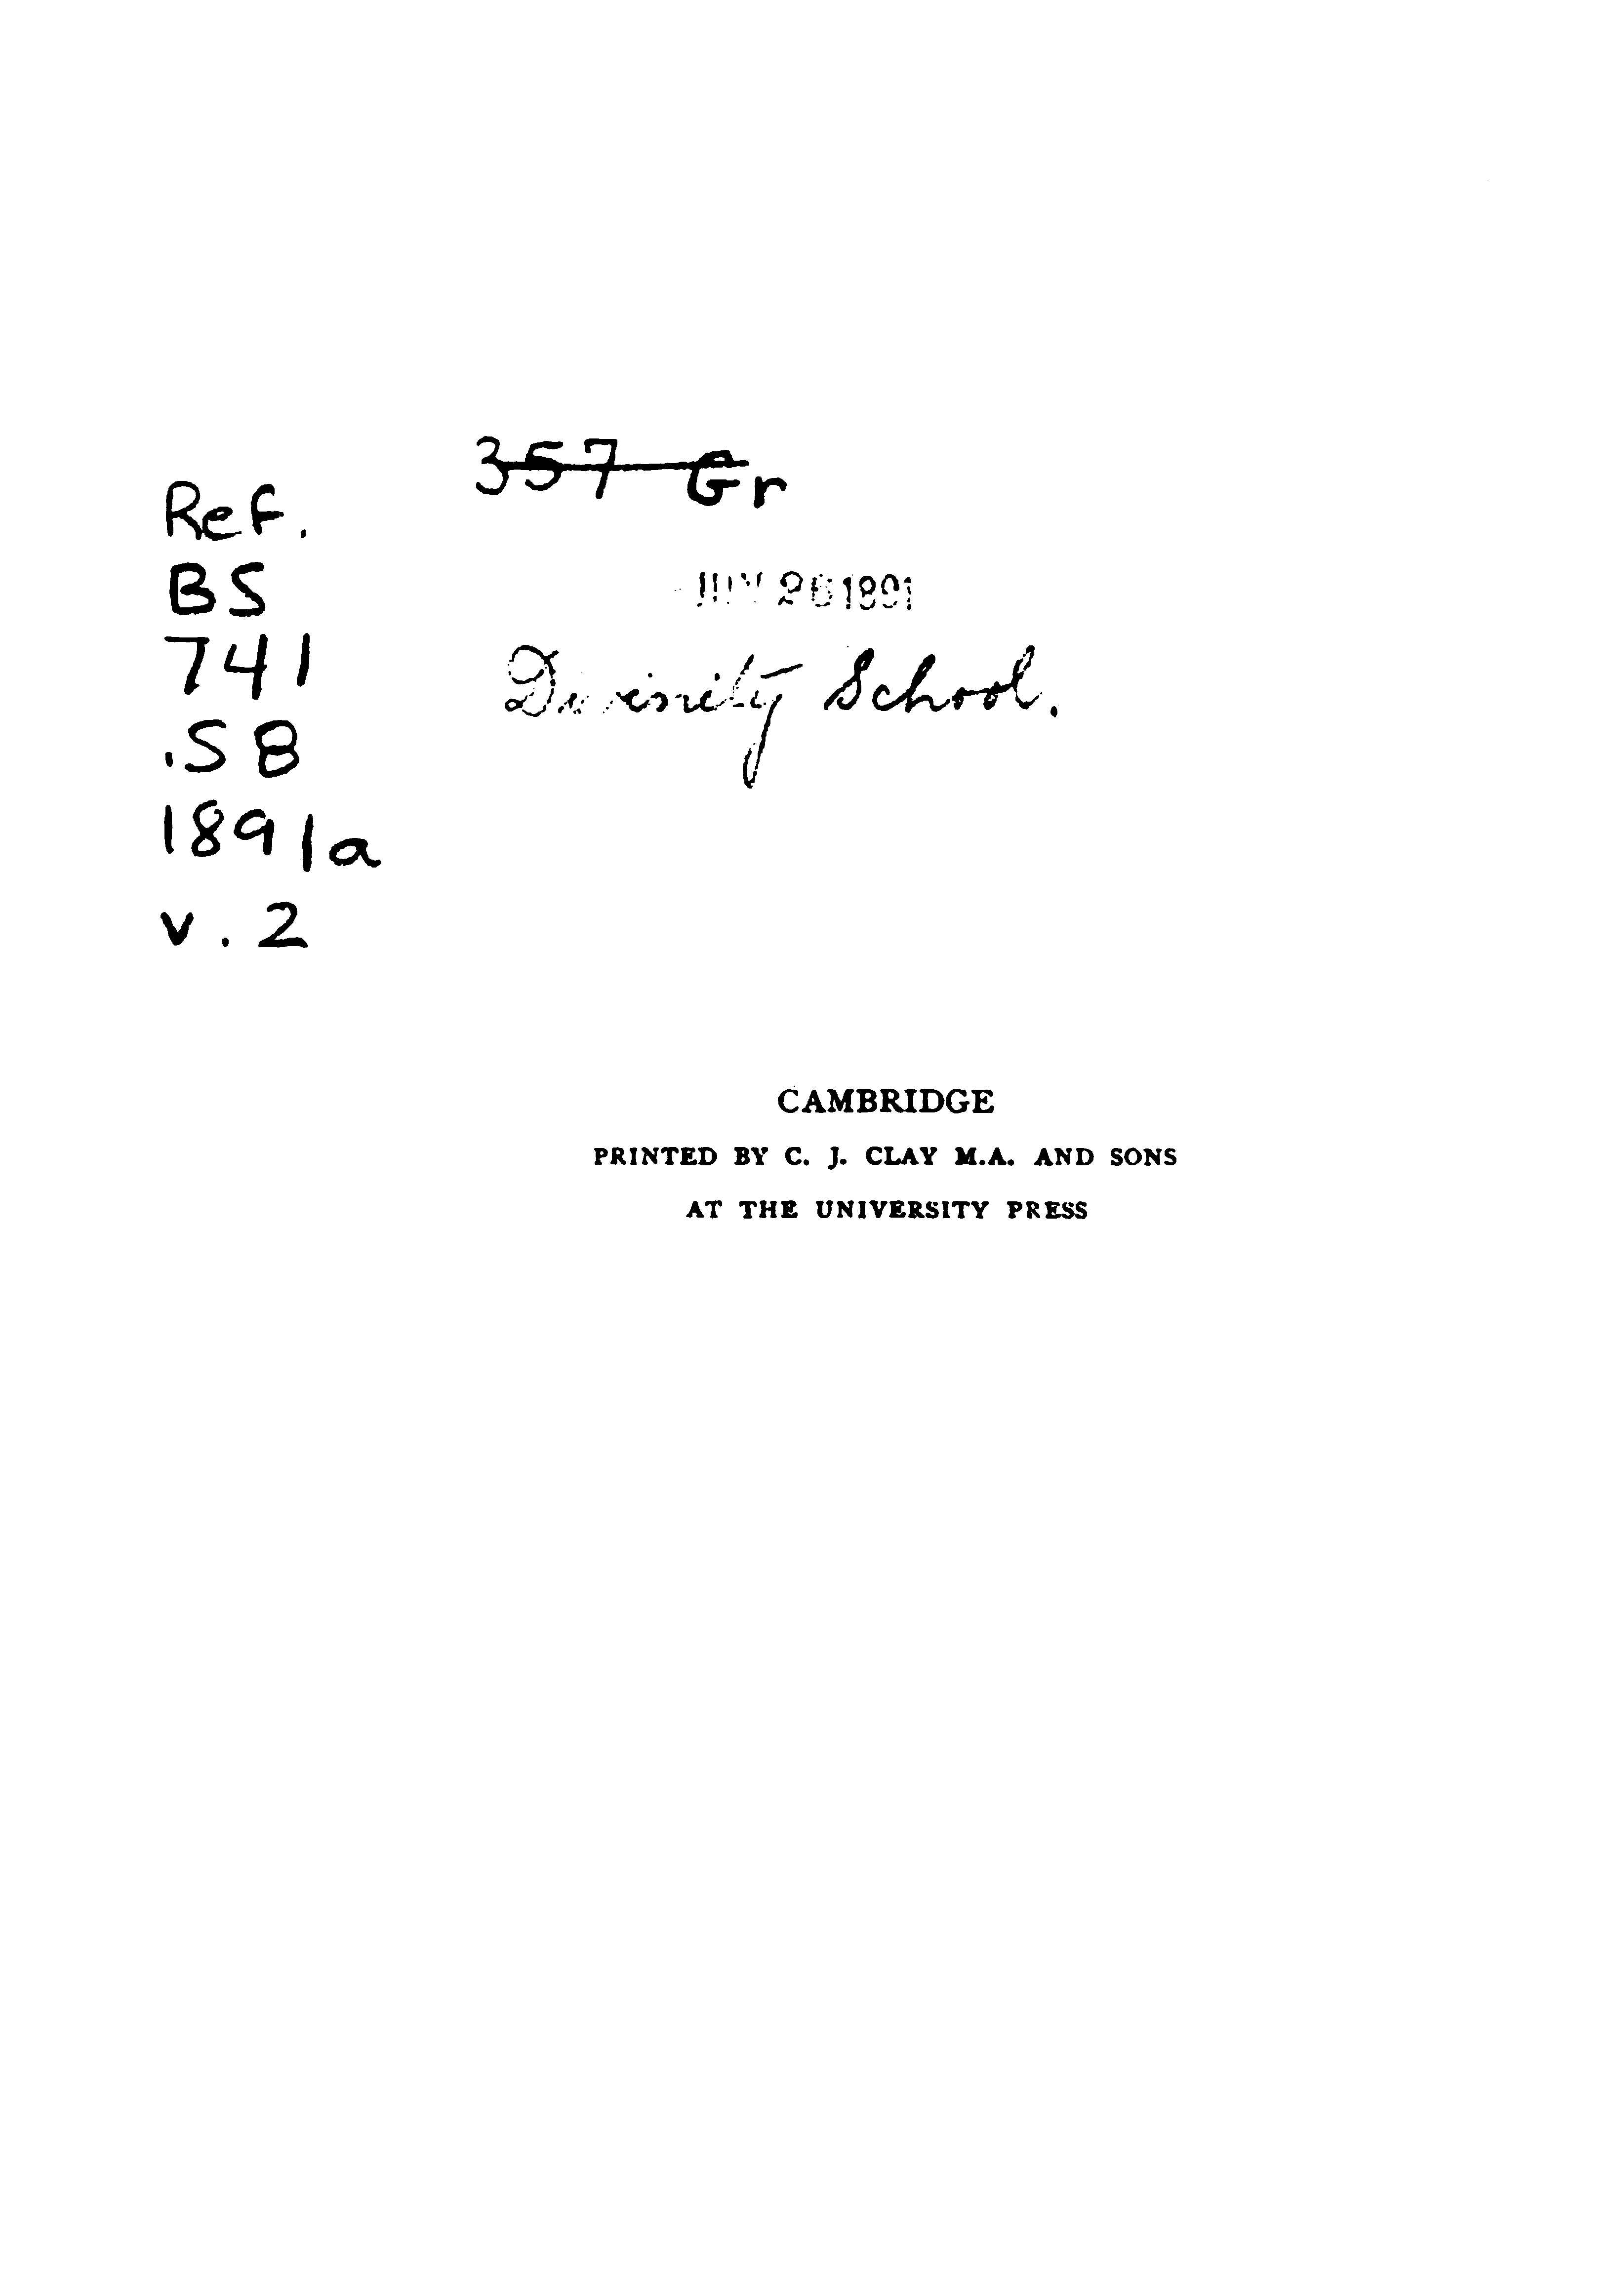 357 Gr
Ref.
BS
741
.S8
1891a
v. 2
26 1891
Divinity School.
CAMBRIDGE
PRINTED BY C. J. CLAY M.A. AND SONS
AT THE UNIVERSITY PRESS